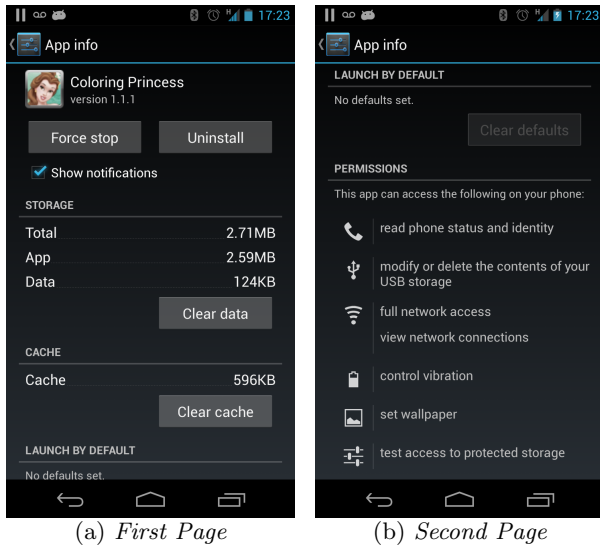 17:23
App info
Coloring Princess
version 1.1.1
Force stop
Uninstall
Show notifications
STORAGE
Total 2.71MB
App 2.59MB
Data 124KB
Clear data
CACHE
Cache 596KB
Clear cache
LAUNCH BY DEFAULT
No defaults set.
(a) First Page
H 17:23
App info
LAUNCH BY DEFAULT
No defaults set.
Clear defaults
PERMISSIONS
This app can access the following on your phone:
read phone status and identity
modify or delete the contents of your
USB storage
full network access
view network connections
control vibration
set wallpaper
test access to protected storage
(b) Second Page